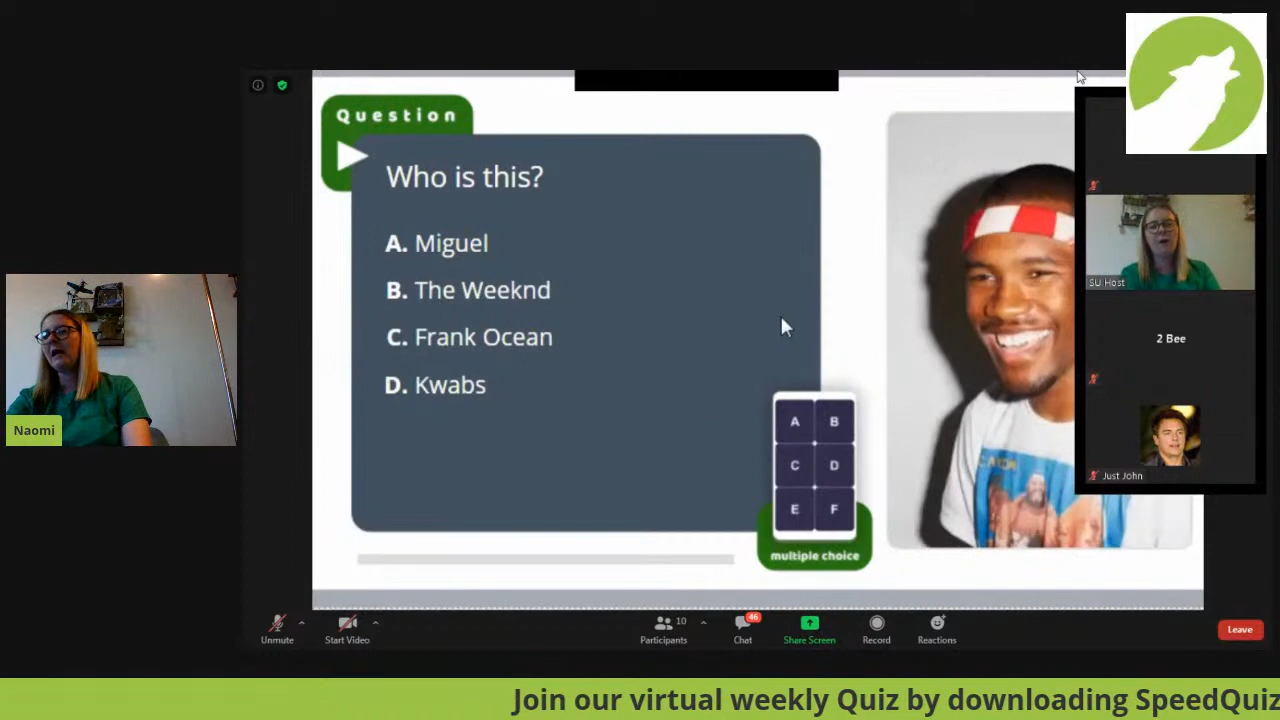 Question
Who is this?
A. Miguel
B. The Weeknd
C. Frank Ocean
D. Kwabs
A B
C D
E F
multiple choice
SU Host
2 Bee
Just John
Naomi
10
46
Unmute
Start Video
Participants
Chat
Share Screen
Record
Reactions
Leave
Join our virtual weekly Quiz by downloading SpeedQuiz